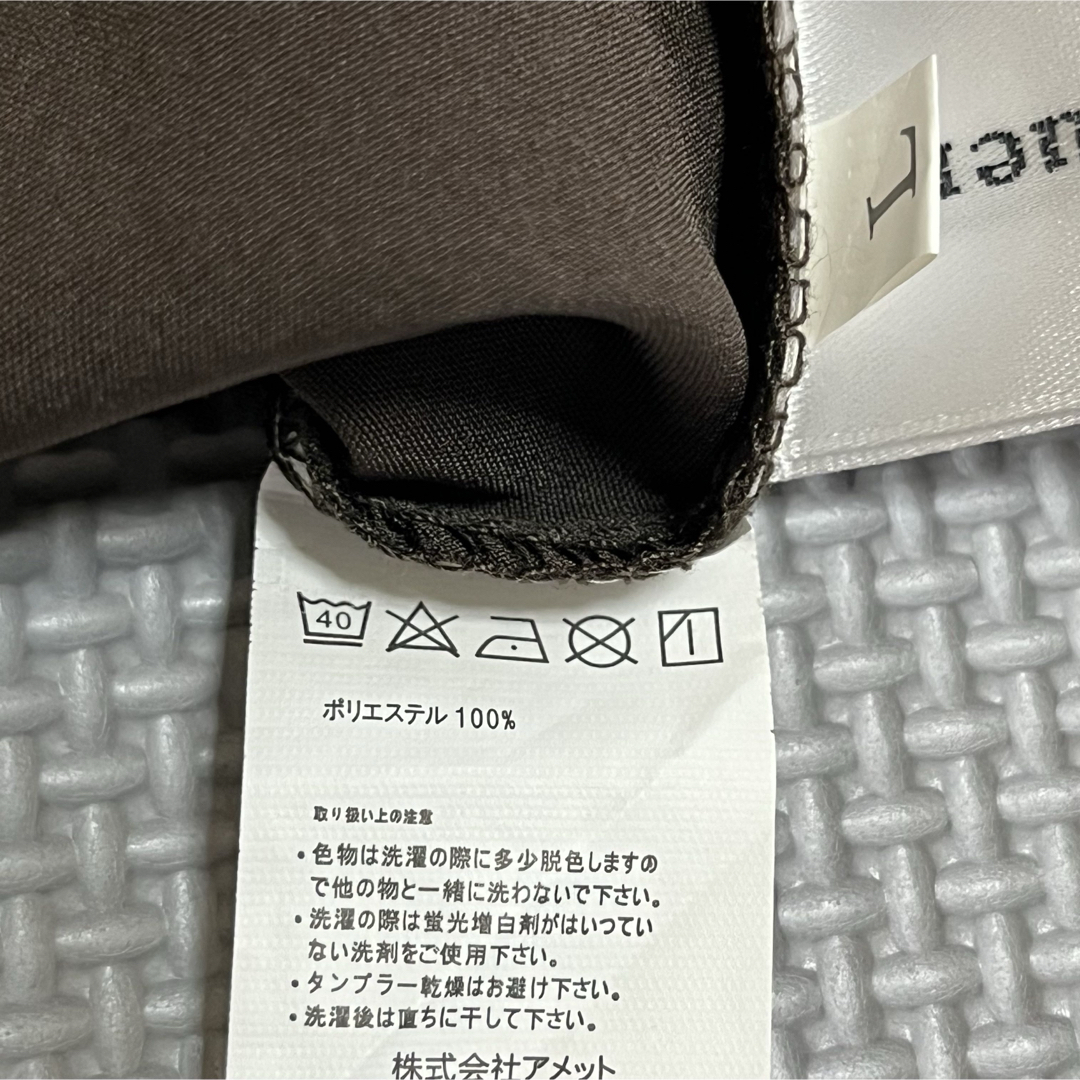 L
40
ポリエステル 100%
取り扱い上の注意
・色物は洗濯の際に多少脱色しますの
で他の物と一緒に洗わないで下さい。
・洗濯の際は蛍光増白剤がはいってい
ない洗剤をご使用下さい。
・タンプラー乾燥はお避け下さい。
・洗濯後は直ちに干して下さい。
株式会社アメット